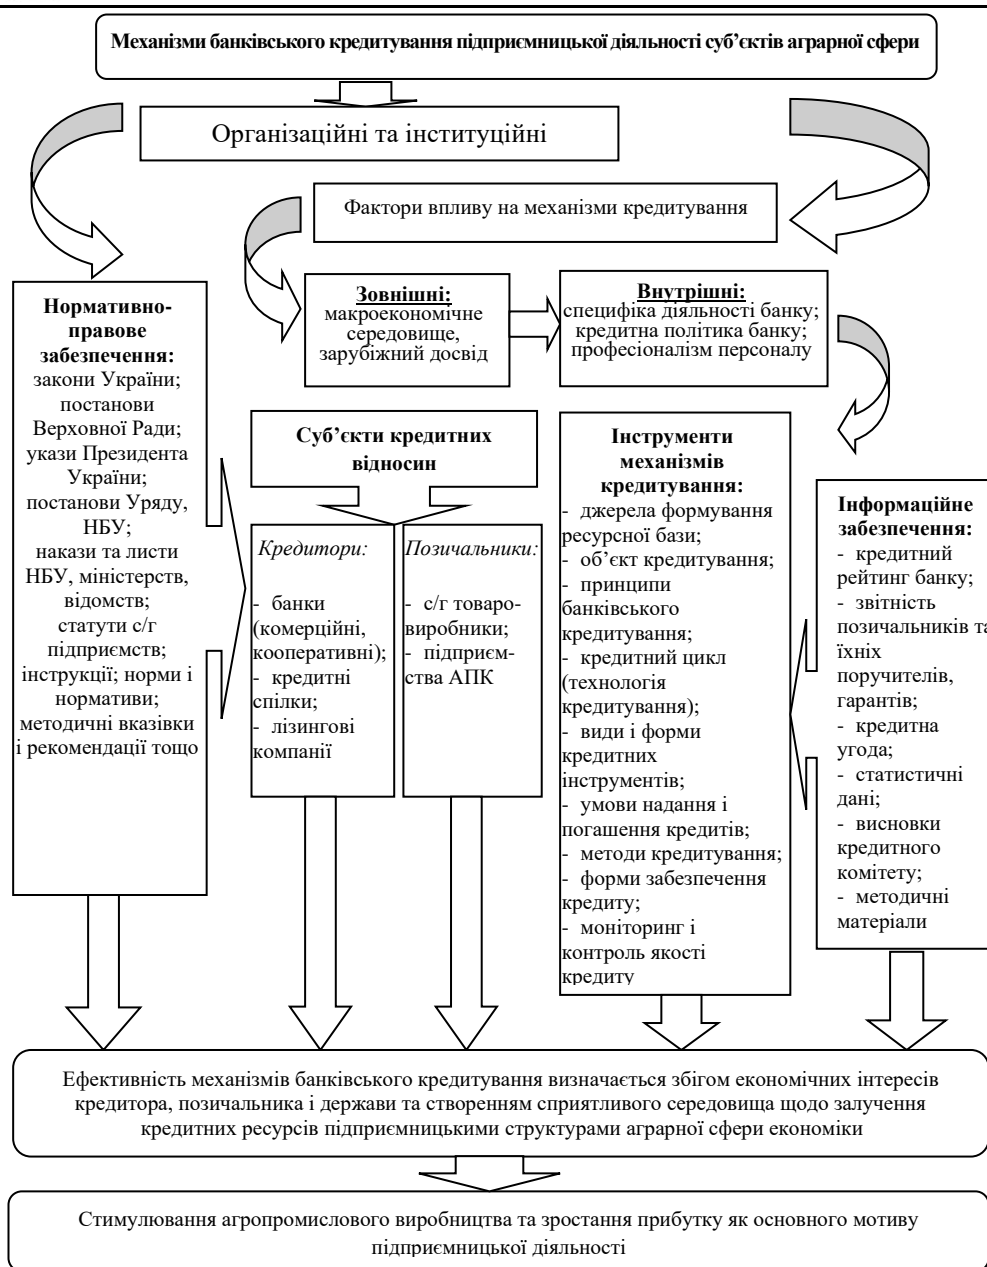 Механізми банківського кредитування підприємницької діяльності суб’єктів аграрної сфери
Організаційні та інституційні
Фактори впливу на механізми кредитування
Зовнішні:
макроекономічне
середовище,
зарубіжний досвід
Внутрішні:
специфіка діяльності банку;
кредитна політика банку;
професіоналізм персоналу
Нормативно-
правове
забезпечення:
закони України;
постанови
Верховної Ради;
укази Президента
України;
постанови Уряду,
НБУ;
накази та листи
НБУ, міністерств,
відомств;
статути с/г
підприємств;
інструкції; норми і
нормативи;
методичні вказівки
і рекомендації тощо
Суб’єкти кредитних
відносин
Кредитори:
- банки
(комерційні,
кооперативні);
- кредитні
спілки;
- лізингові
компанії
Позичальники:
- с/г товаро-
виробники;
- підприєм-
ства АПК
Інструменти
механізмів
кредитування:
- джерела формування
ресурсної бази;
- об’єкт кредитування;
- принципи
банківського
кредитування;
- кредитний цикл
(технологія
кредитування);
- види і форми
кредитних
інструментів;
- умови надання і
погашення кредитів;
- методи кредитування;
- форми забезпечення
кредиту;
- моніторинг і
контроль якості
кредиту
Інформаційне
забезпечення:
- кредитний
рейтинг банку;
- звітність
позичальників та
їхніх
поручителів,
гарантів;
- кредитна
угода;
- статистичні
дані;
- висновки
кредитного
комітету;
- методичні
матеріали
Ефективність механізмів банківського кредитування визначається збігом економічних інтересів
кредитора, позичальника і держави та створенням сприятливого середовища щодо залучення
кредитних ресурсів підприємницькими структурами аграрної сфери економіки
Стимулювання агропромислового виробництва та зростання прибутку як основного мотиву
підприємницької діяльності